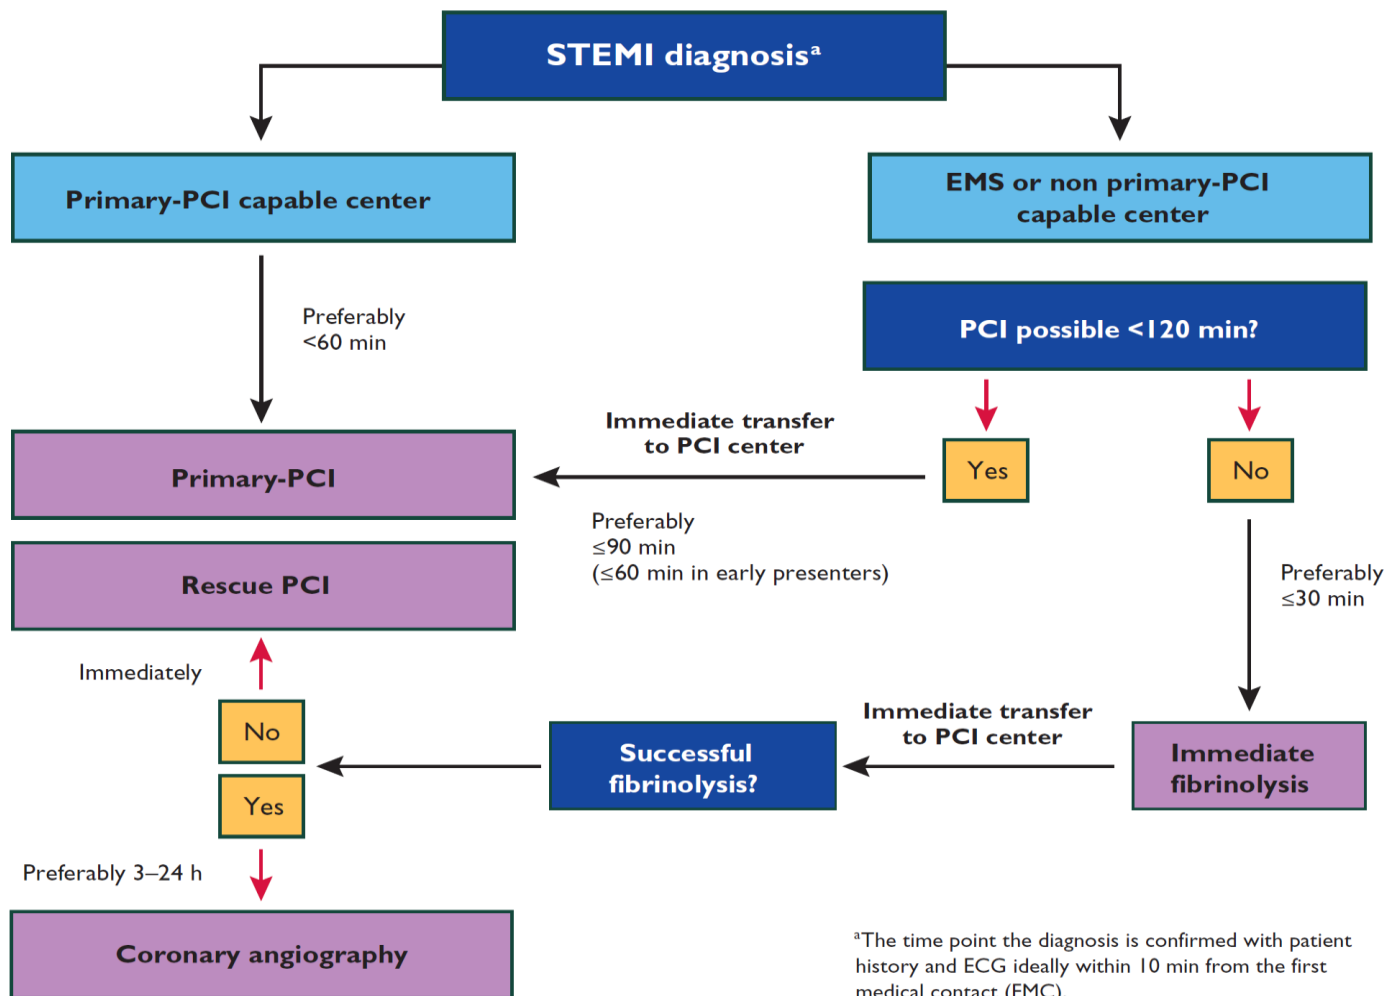 STEMI diagnosisᵃ
Primary-PCI capable center
EMS or non primary-PCI
capable center
Preferably
<60 min
PCI possible <120 min?
Immediate transfer
to PCI center
Yes
No
Primary-PCI
Preferably
≤90 min
(≤60 min in early presenters)
Preferably
≤30 min
Rescue PCI
Immediately
No
Yes
Successful
fibrinolysis?
Immediate transfer
to PCI center
Immediate
fibrinolysis
Preferably 3–24 h
Coronary angiography
ᵃThe time point the diagnosis is confirmed with patient
history and ECG ideally within 10 min from the first
medical contact (FMC).